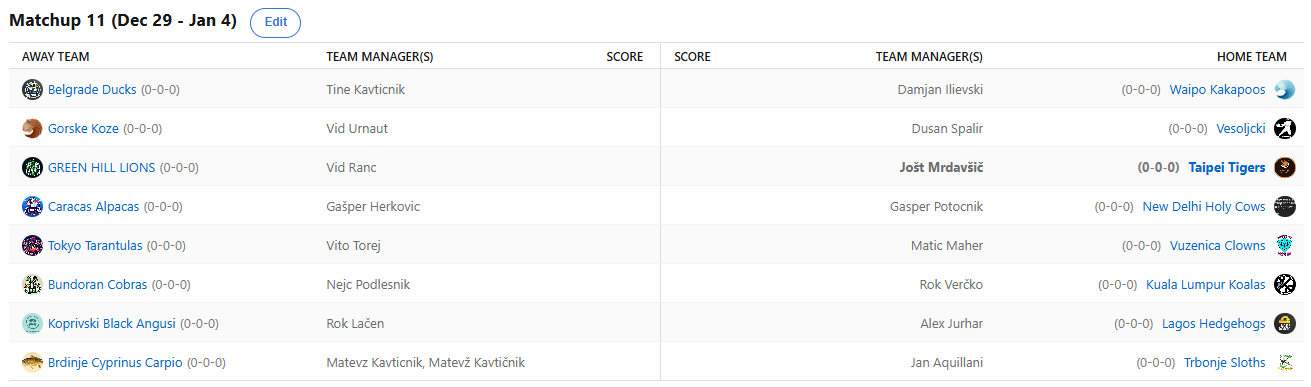 Matchup 11 (Dec 29 - Jan 4) Edit
AWAY TEAM TEAM MANAGER(S) SCORE SCORE TEAM MANAGER(S) HOME TEAM
Belgrade Ducks (0-0-0) Tine Kavticnik Damjan Ilievski (0-0-0) Waipo Kakapoos
Gorske Koze (0-0-0) Vid Urnaut Dusan Spalir (0-0-0) Vesoljcki
GREEN HILL LIONS (0-0-0) Vid Ranc Jošt Mrdavšič (0-0-0) Taipei Tigers
Caracas Alpacas (0-0-0) Gašper Herkovic Gasper Potocnik (0-0-0) New Delhi Holy Cows
Tokyo Tarantulas (0-0-0) Vito Torej Matic Maher (0-0-0) Vuzenica Clowns
Bundoran Cobras (0-0-0) Nejc Podlesnik Rok Verčko (0-0-0) Kuala Lumpur Koalas
Koprivski Black Angusi (0-0-0) Rok Lačen Alex Jurhar (0-0-0) Lagos Hedgehogs
Brdinje Cyprinus Carpio (0-0-0) Matevz Kavticnik, Matevž Kavtičnik Jan Aquillani (0-0-0) Trbonje Sloths